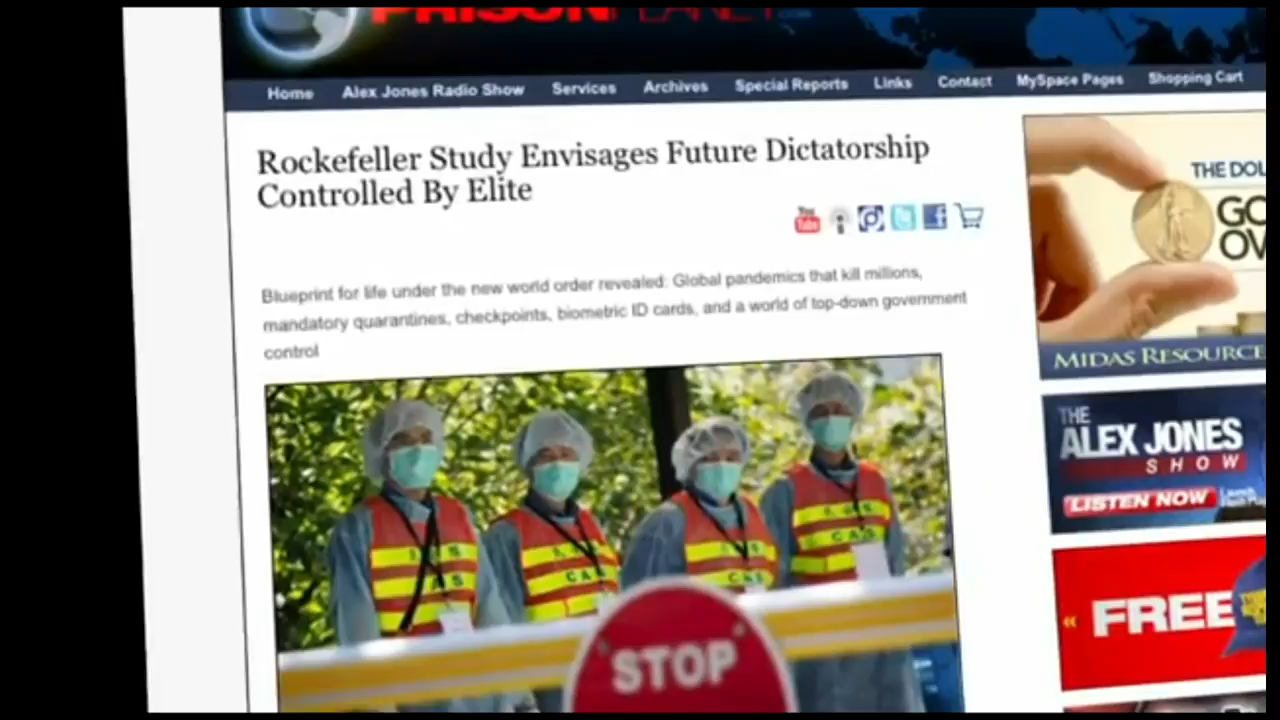 PRISONPLANET
Home Alex Jones Radio Show Services Archives Special Reports Links Contact MySpace Pages Shopping Cart
Rockefeller Study Envisages Future Dictatorship
Controlled By Elite
You
Tube
Blueprint for life under the new world order revealed: Global pandemics that kill millions,
mandatory quarantines, checkpoints, biometric ID cards, and a world of top-down government
control
STOP
THE DOL
GO
OV
MIDAS RESOURCE
THE
ALEX JONES
SHOW
LISTEN NOW
FREE